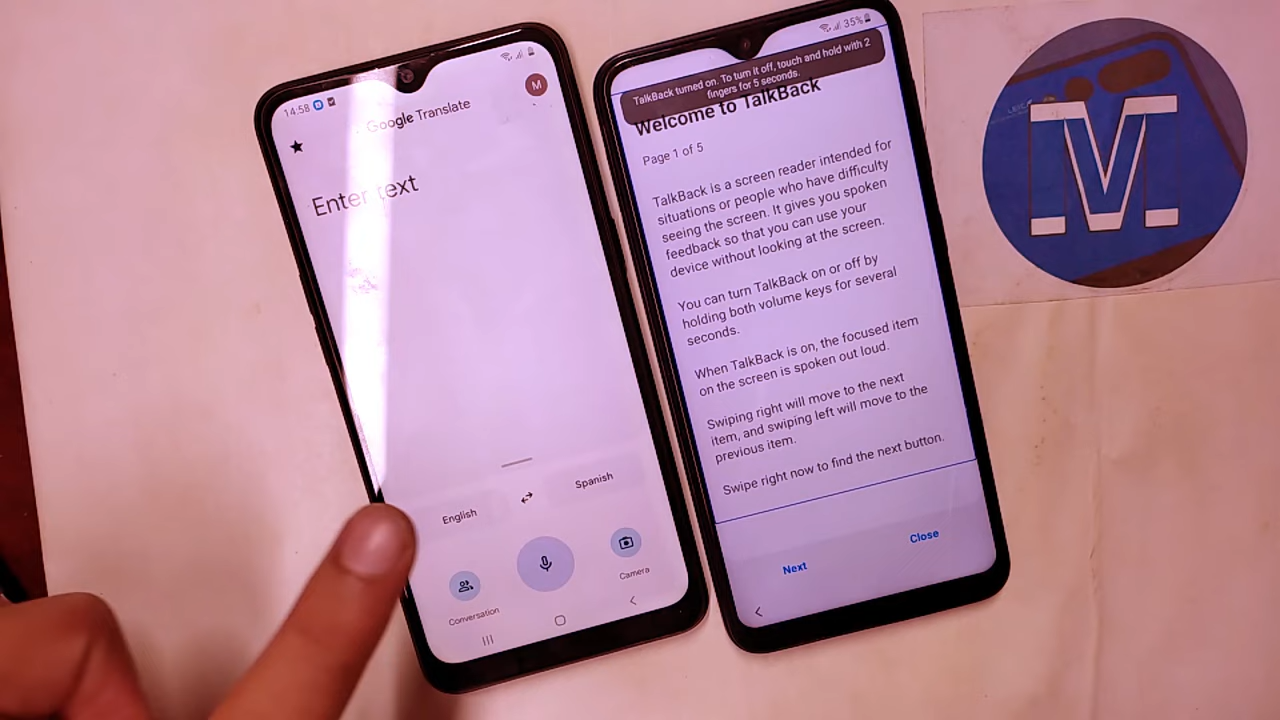 14:58
Google Translate
M
Enter text
English
Spanish
Conversation
Camera
35%
TalkBack turned on. To turn it off, touch and hold with 2
fingers for 5 seconds.
Welcome to TalkBack
Page 1 of 5
TalkBack is a screen reader intended for
situations or people who have difficulty
seeing the screen. It gives you spoken
feedback so that you can use your
device without looking at the screen.
You can turn TalkBack on or off by
holding both volume keys for several
seconds.
When TalkBack is on, the focused item
on the screen is spoken out loud.
Swiping right will move to the next
item, and swiping left will move to the
previous item.
Swipe right now to find the next button.
Next
Close
M